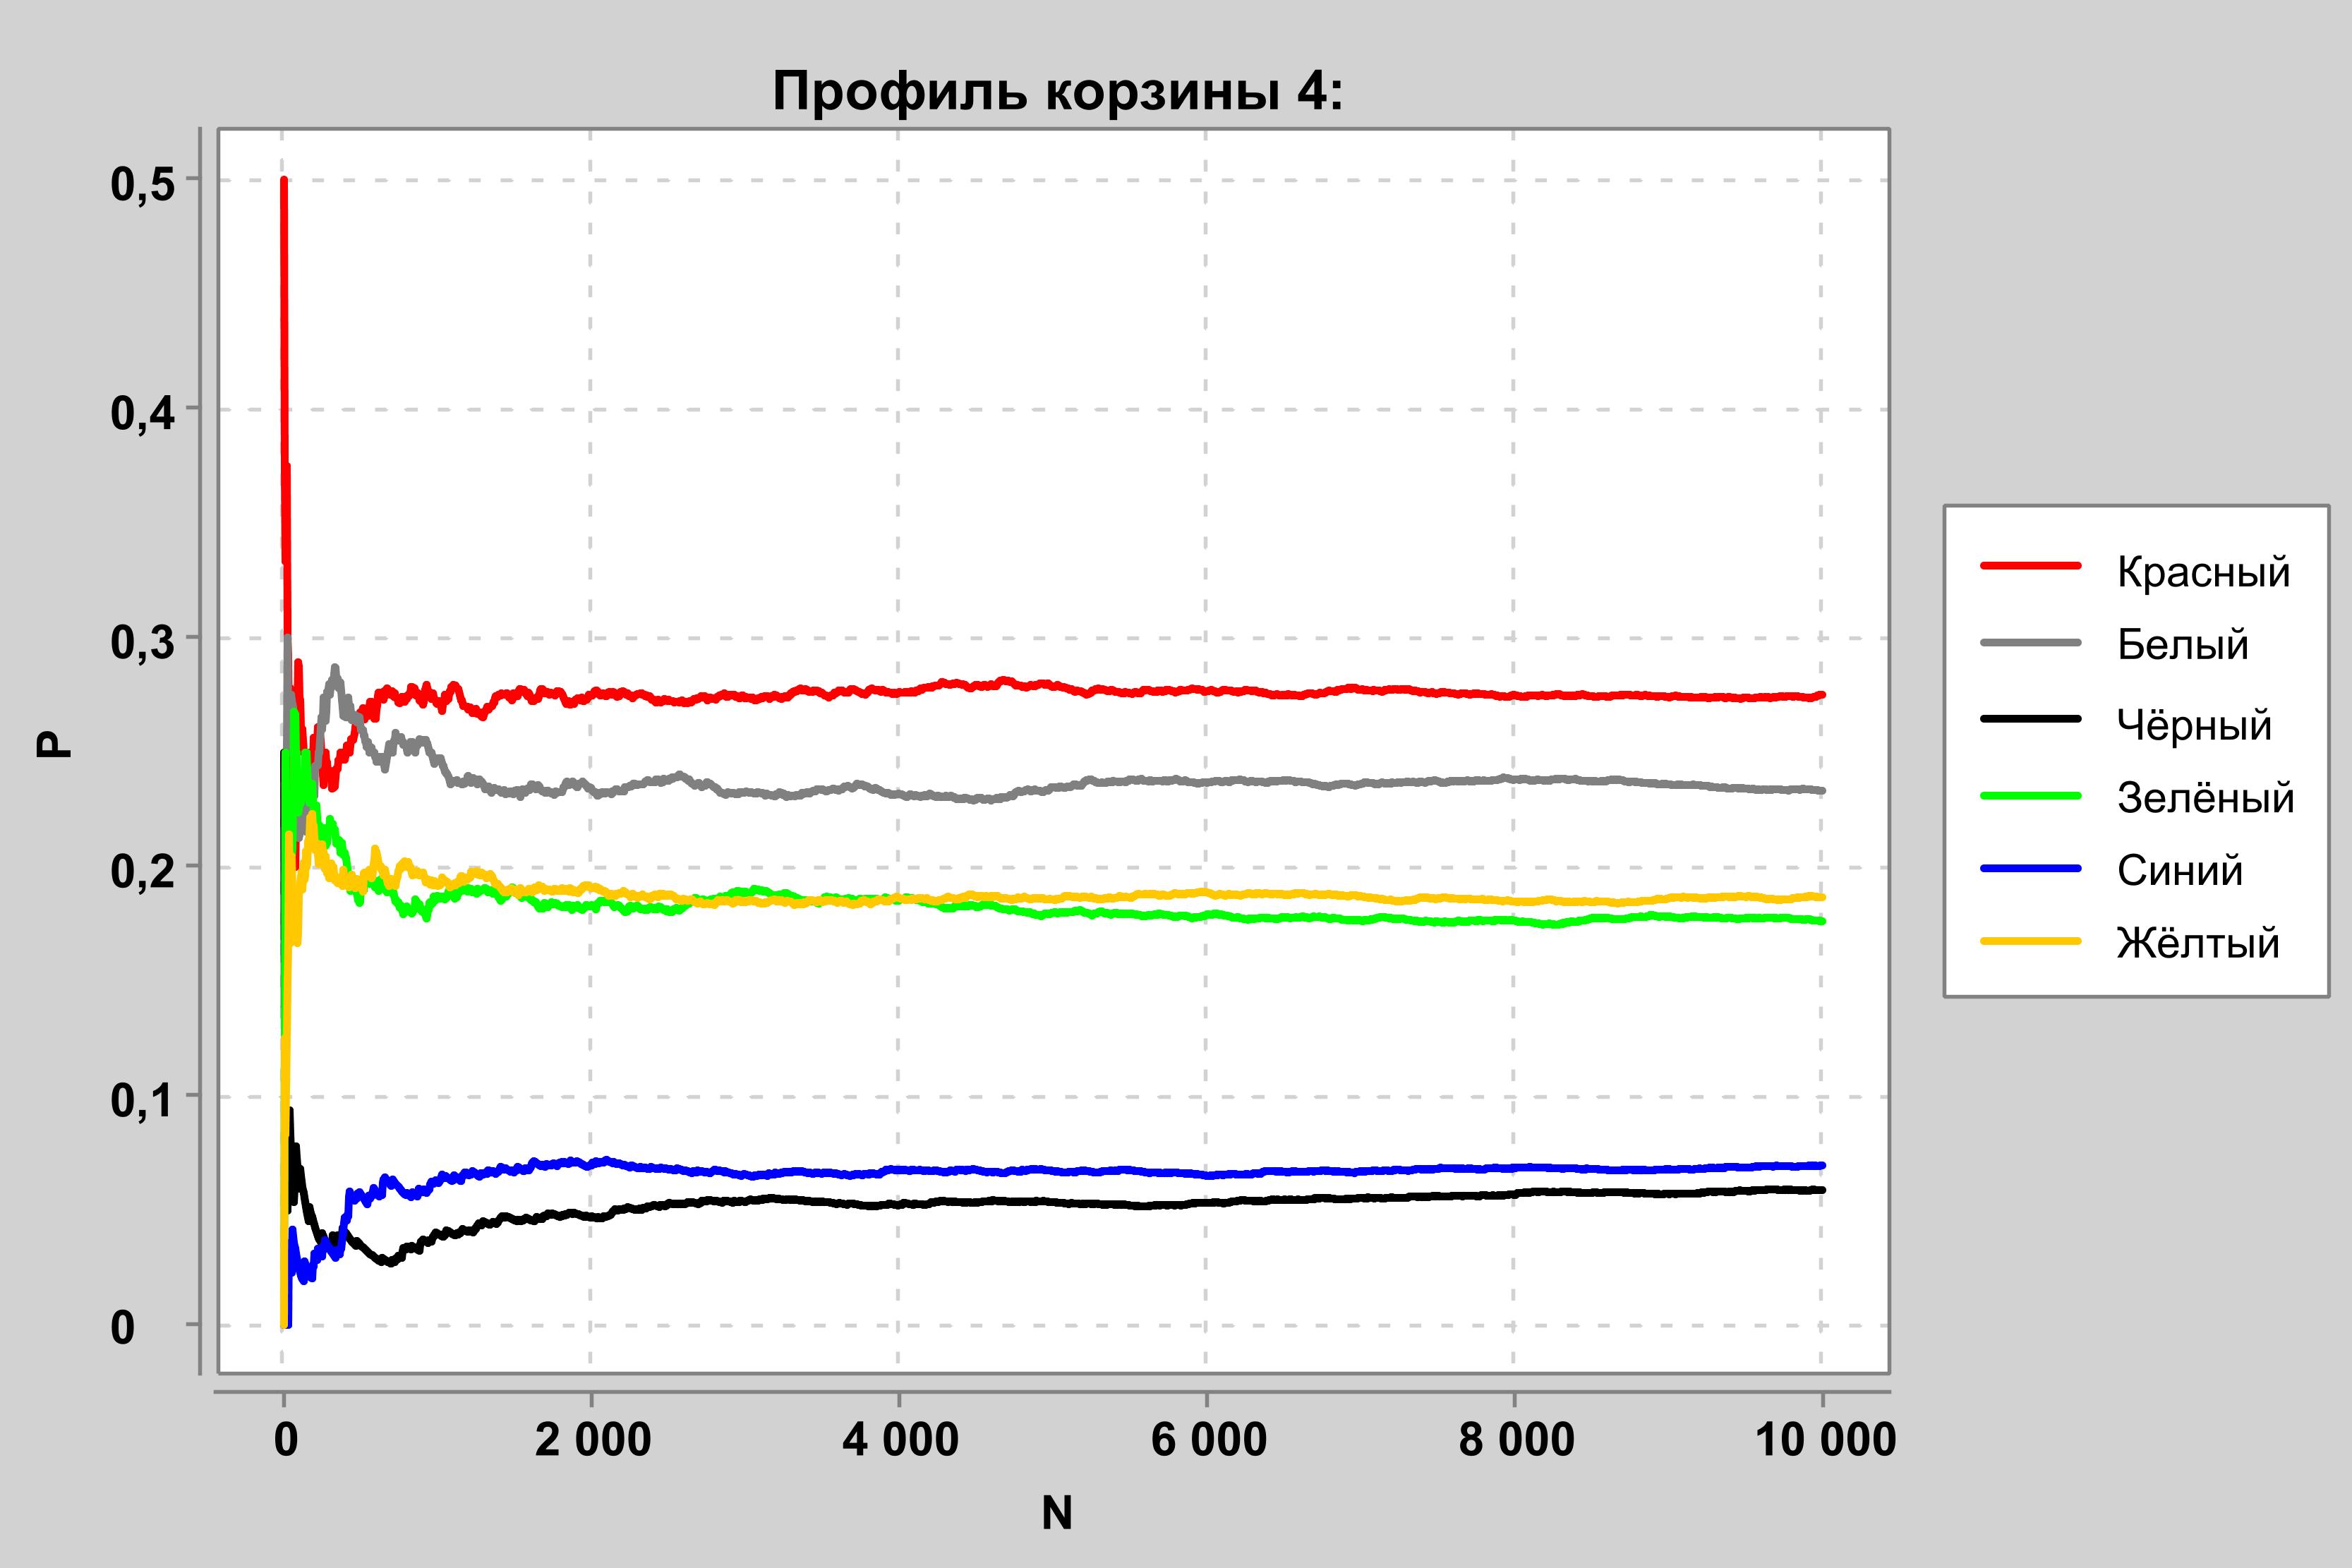 Профиль корзины 4:
0,5
0,4
0,3
0,2
0,1
0
P
0 2 000 4 000 6 000 8 000 10 000
N
Красный
Белый
Чёрный
Зелёный
Синий
Жёлтый